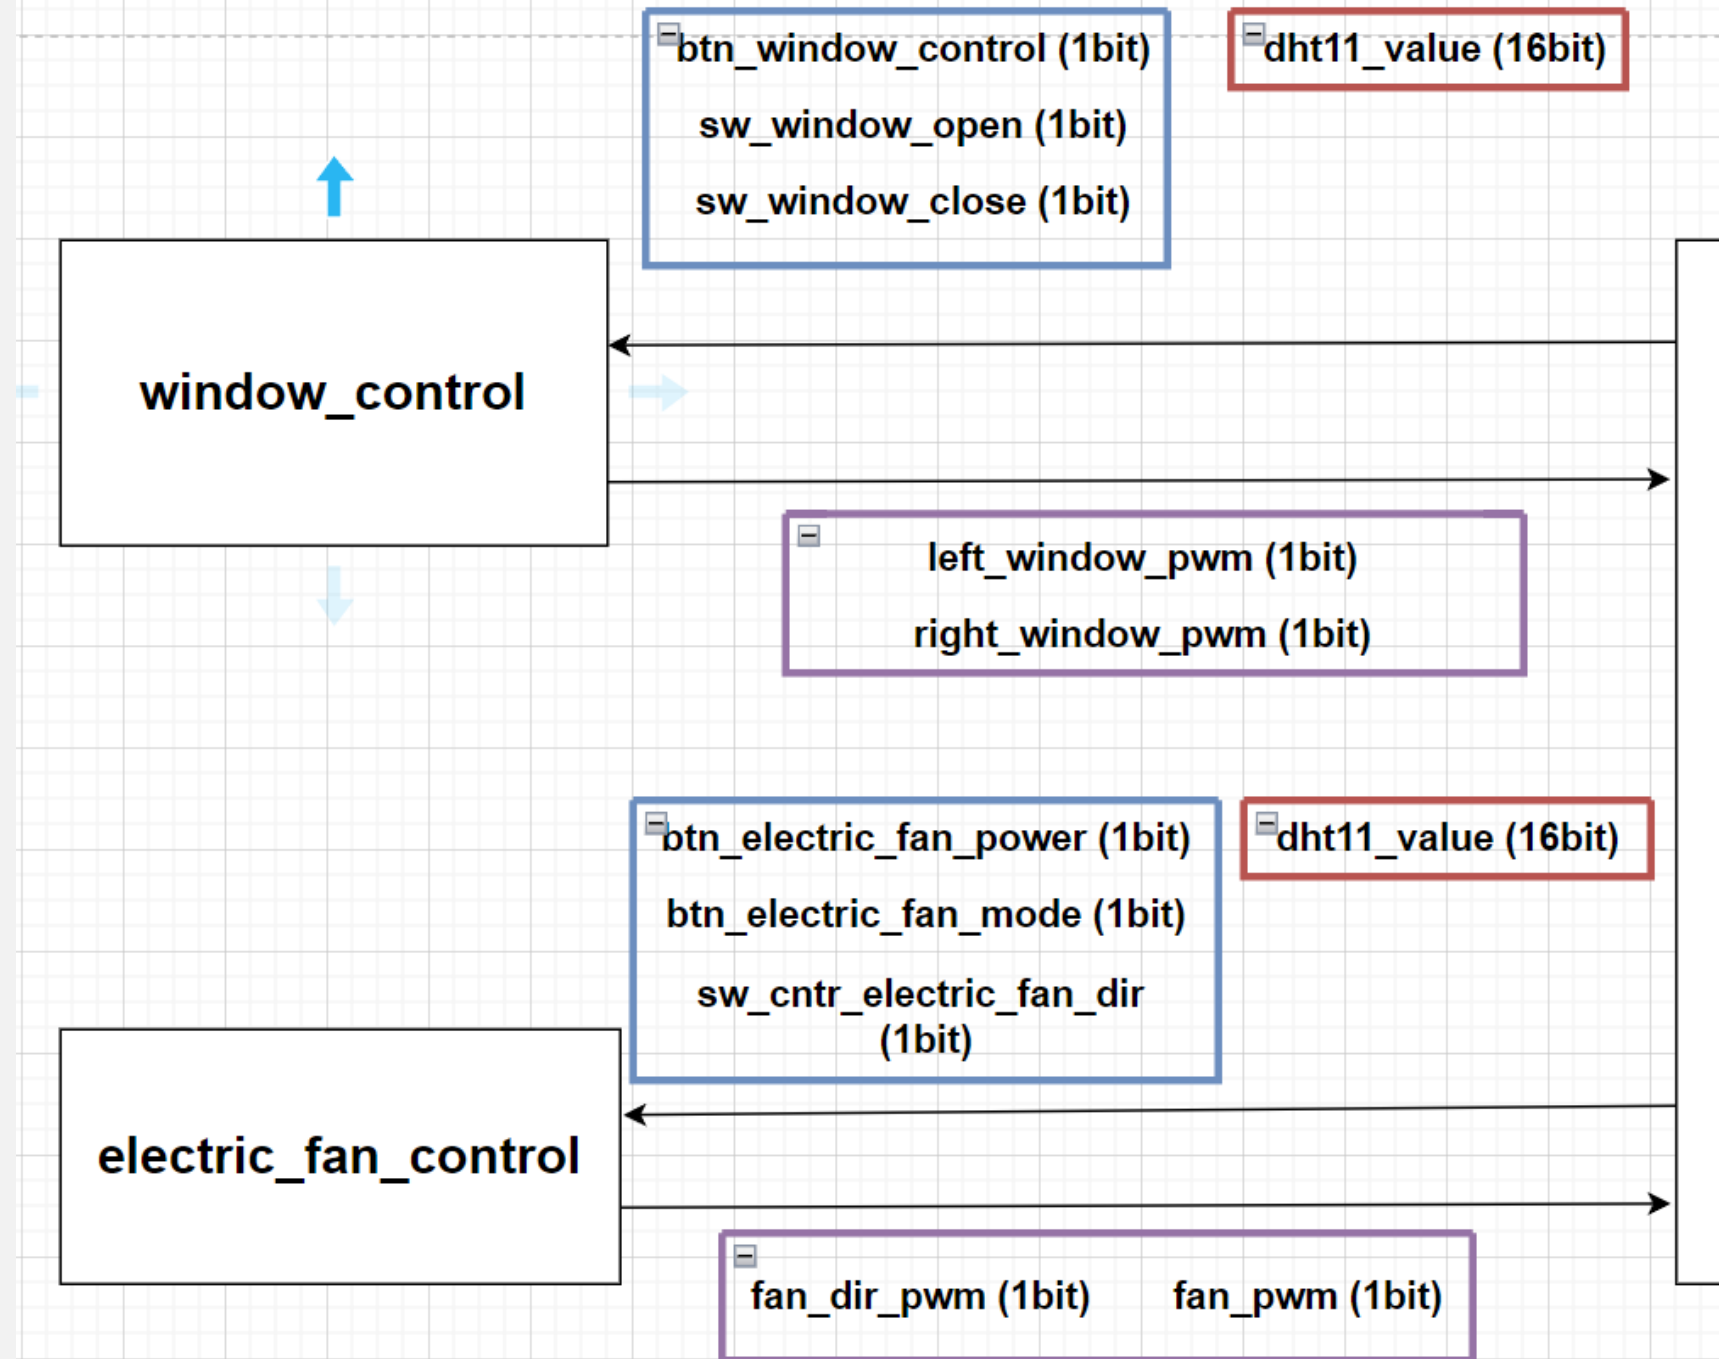 btn_window_control (1bit)
sw_window_open (1bit)
sw_window_close (1bit)
dht11_value (16bit)
window_control
left_window_pwm (1bit)
right_window_pwm (1bit)
btn_electric_fan_power (1bit)
btn_electric_fan_mode (1bit)
sw_cntr_electric_fan_dir
(1bit)
dht11_value (16bit)
electric_fan_control
fan_dir_pwm (1bit) fan_pwm (1bit)